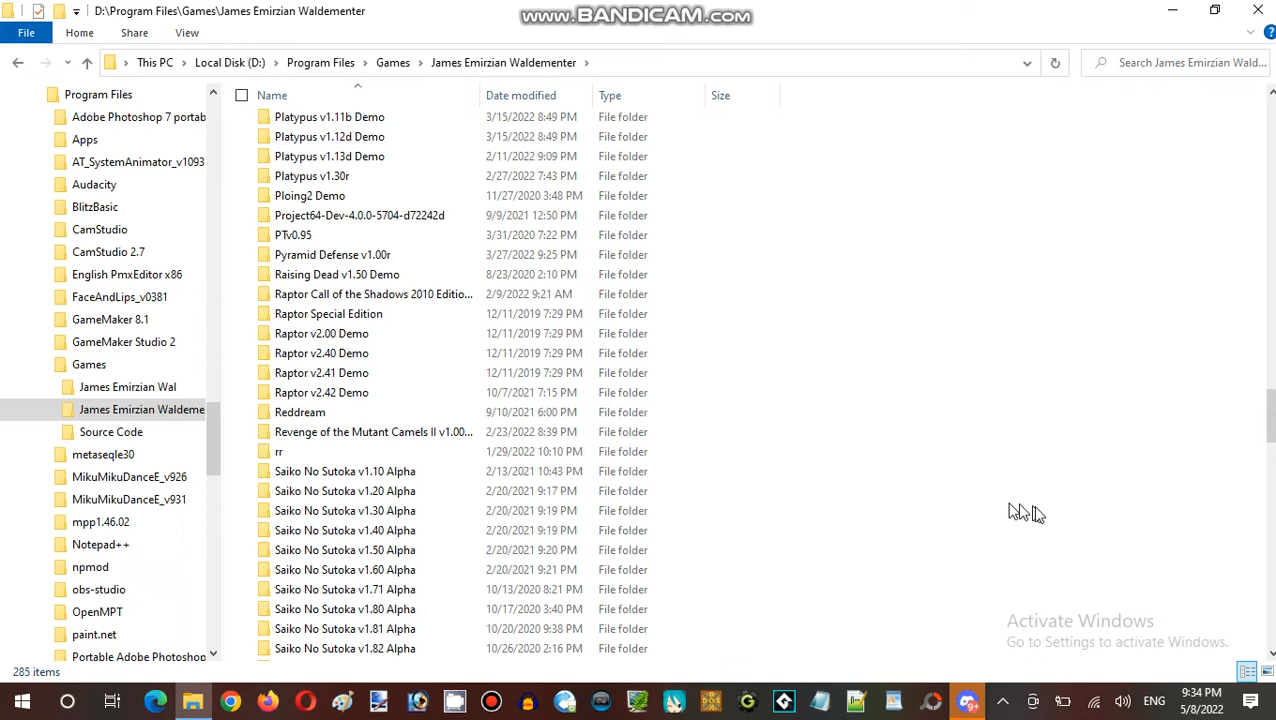 D:\Program Files\Games\James Emirzian Waldementer
www.BANDICAM.com
File Home Share View
This PC Local Disk (D:) Program Files Games James Emirzian Waldementer
Search James Emirzian Wald...
Name Date modified Type Size
Program Files
Adobe Photoshop 7 portab
Apps
AT_SystemAnimator_v1093
Audacity
BlitzBasic
CamStudio
CamStudio 2.7
English PmxEditor x86
FaceAndLips_v0381
GameMaker 8.1
GameMaker Studio 2
Games
James Emirzian Wal
James Emirzian Waldeme
Source Code
metaseqle30
MikuMikuDanceE_v926
MikuMikuDanceE_v931
mpp1.46.02
Notepad++
npmod
obs-studio
OpenMPT
paint.net
Portable Adobe Photoshop
Platypus v1.11b Demo 3/15/2022 8:49 PM File folder
Platypus v1.12d Demo 3/15/2022 8:49 PM File folder
Platypus v1.13d Demo 2/11/2022 9:09 PM File folder
Platypus v1.30r 2/27/2022 7:43 PM File folder
Ploing2 Demo 11/27/2020 3:48 PM File folder
Project64-Dev-4.0.0-5704-d72242d 9/9/2021 12:50 PM File folder
PTv0.95 3/31/2020 7:22 PM File folder
Pyramid Defense v1.00r 3/27/2022 9:25 PM File folder
Raising Dead v1.50 Demo 8/23/2020 2:10 PM File folder
Raptor Call of the Shadows 2010 Editio... 2/9/2022 9:21 AM File folder
Raptor Special Edition 12/11/2019 7:29 PM File folder
Raptor v2.00 Demo 12/11/2019 7:29 PM File folder
Raptor v2.40 Demo 12/11/2019 7:29 PM File folder
Raptor v2.41 Demo 12/11/2019 7:29 PM File folder
Raptor v2.42 Demo 10/7/2021 7:15 PM File folder
Reddream 9/10/2021 6:00 PM File folder
Revenge of the Mutant Camels II v1.00... 2/23/2022 8:39 PM File folder
rr 1/29/2022 10:10 PM File folder
Saiko No Sutoka v1.10 Alpha 2/13/2021 10:43 PM File folder
Saiko No Sutoka v1.20 Alpha 2/20/2021 9:17 PM File folder
Saiko No Sutoka v1.30 Alpha 2/20/2021 9:19 PM File folder
Saiko No Sutoka v1.40 Alpha 2/20/2021 9:19 PM File folder
Saiko No Sutoka v1.50 Alpha 2/20/2021 9:20 PM File folder
Saiko No Sutoka v1.60 Alpha 2/20/2021 9:21 PM File folder
Saiko No Sutoka v1.71 Alpha 10/13/2020 8:21 PM File folder
Saiko No Sutoka v1.80 Alpha 10/17/2020 3:40 PM File folder
Saiko No Sutoka v1.81 Alpha 10/20/2020 9:38 PM File folder
Saiko No Sutoka v1.82 Alpha 10/26/2020 2:16 PM File folder
Activate Windows
Go to Settings to activate Windows.
285 items
9+
ENG
9:34 PM
5/8/2022